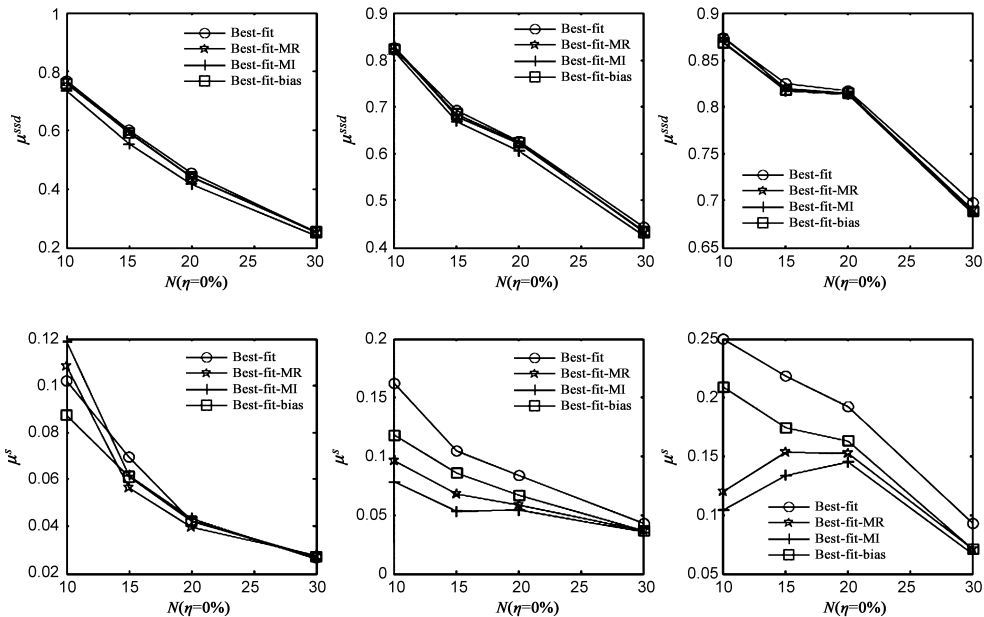 1
0.8
0.6
0.4
0.2
μssd
10 15 20 25 30
N(η=0%)
Best-fit
Best-fit-MR
Best-fit-MI
Best-fit-bias
0.9
0.8
0.7
0.6
0.5
0.4
μssd
10 15 20 25 30
N(η=0%)
Best-fit
Best-fit-MR
Best-fit-MI
Best-fit-bias
0.9
0.85
0.8
0.75
0.7
0.65
μssd
10 15 20 25 30
N(η=0%)
Best-fit
Best-fit-MR
Best-fit-MI
Best-fit-bias
0.12
0.1
0.08
0.06
0.04
0.02
μs
10 15 20 25 30
N(η=0%)
Best-fit
Best-fit-MR
Best-fit-MI
Best-fit-bias
0.2
0.15
0.1
0.05
0
μs
10 15 20 25 30
N(η=0%)
Best-fit
Best-fit-MR
Best-fit-MI
Best-fit-bias
0.25
0.2
0.15
0.1
0.05
μs
10 15 20 25 30
N(η=0%)
Best-fit
Best-fit-MR
Best-fit-MI
Best-fit-bias